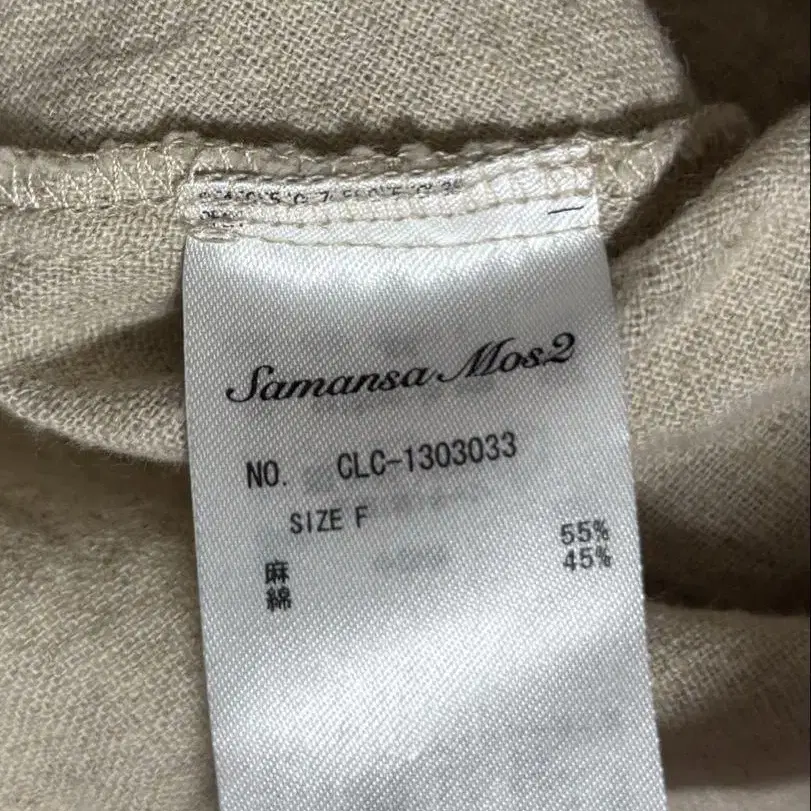 Samansa Mos2
NO. CLC-1303033
SIZE F
麻 55%
綿 45%